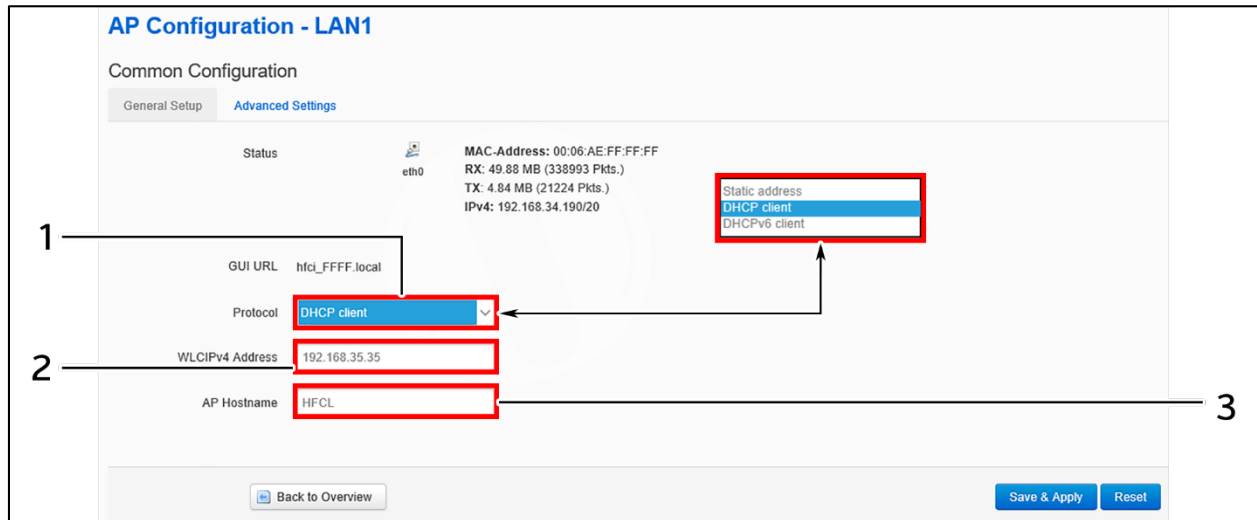 AP Configuration - LAN1
Common Configuration
General Setup Advanced Settings
Status
eth0
MAC-Address: 00:06:AE:FF:FF:FF
RX: 49.88 MB (338993 Pkts.)
TX: 4.84 MB (21224 Pkts.)
IPv4: 192.168.34.190/20
Static address
DHCP client
DHCPv6 client
1
GUI URL hfci_FFFF.local
Protocol DHCP client
WLCIPv4 Address 192.168.35.35
2
AP Hostname HFCL
3
Back to Overview Save & Apply Reset